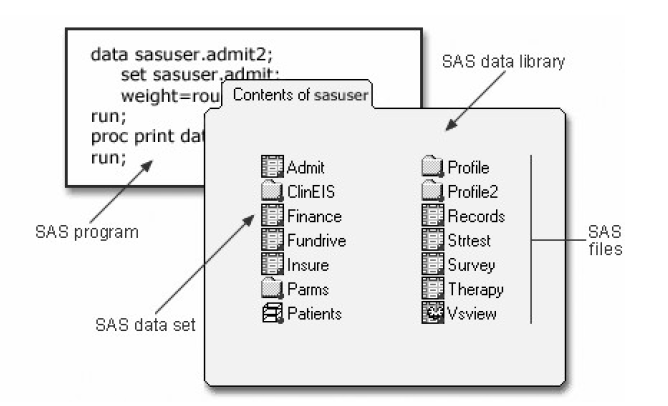 data sasuser.admit2;
set sasuser.admit;
weight=rou
run;
proc print dat
run;
SAS data library
Contents of sasuser
Admit
ClinEIS
Finance
Fundrive
Insure
Parms
Patients
Profile
Profile2
Records
Strtest
Survey
Therapy
Vsview
SAS program
SAS data set
SAS
files